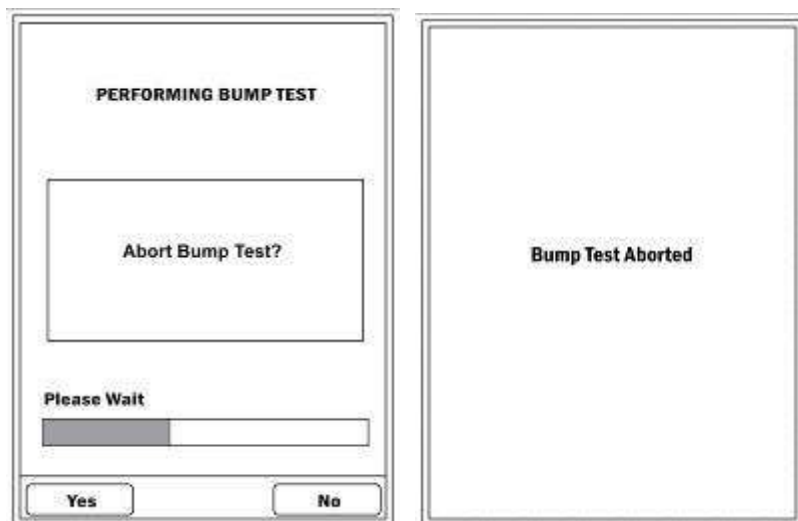 PERFORMING BUMP TEST
Abort Bump Test?
Please Wait
Yes
No
Bump Test Aborted